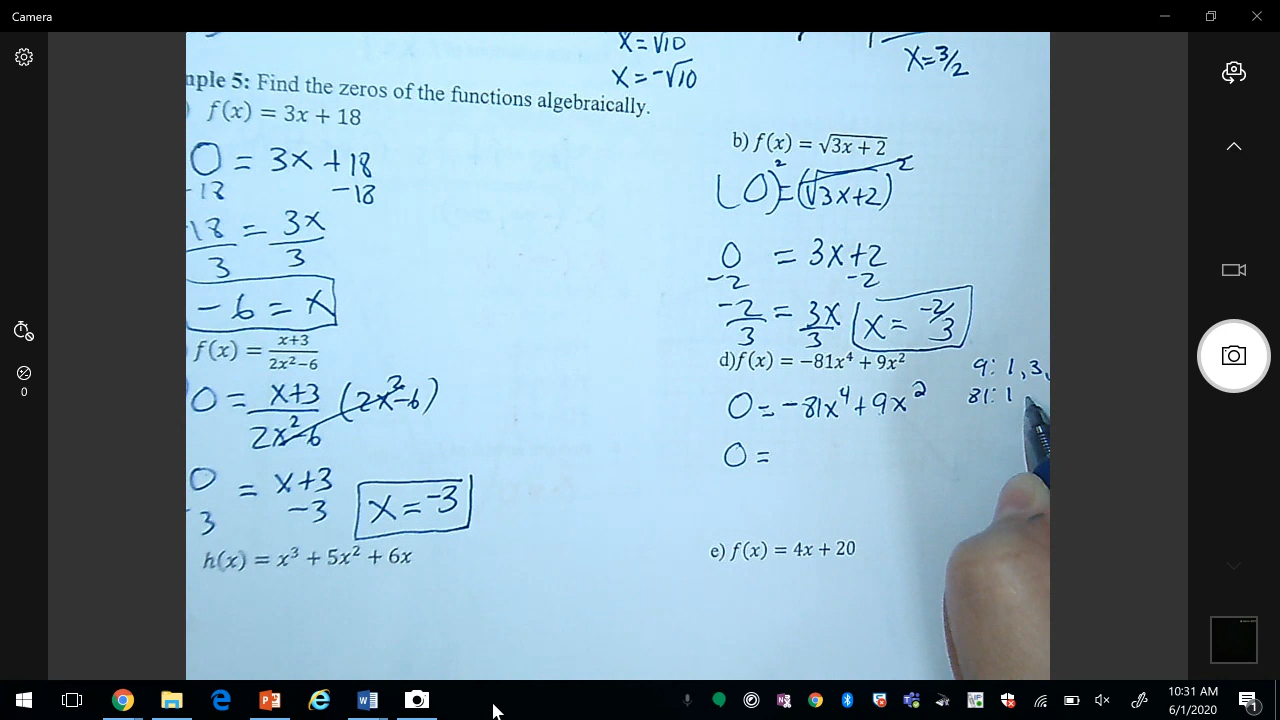 Camera
X = √10
X = -√10
X = 3/2
mple 5: Find the zeros of the functions algebraically.
) f(x) = 3x + 18
0 = 3x + 18
-18 -18
-18 = 3x
3 3
-6 = x
f(x) = x+3
2x² −6
0 = x+3 (2x²-6)
2x²-6
0 = x+3
-3 -3
x = -3
h(x) = x³ + 5x² + 6x
b) f(x) = √3x + 2
(0)² = (√3x+2)²
0 = 3x+2
-2 -2
-2 = 3x
3 3
x = -2/3
d)f(x) = −81x⁴ + 9x²
9: 1, 3,
81: 1
0 = -81x⁴ + 9x²
0 =
e) f(x) = 4x + 20
0
10:31 AM
6/1/2020
1